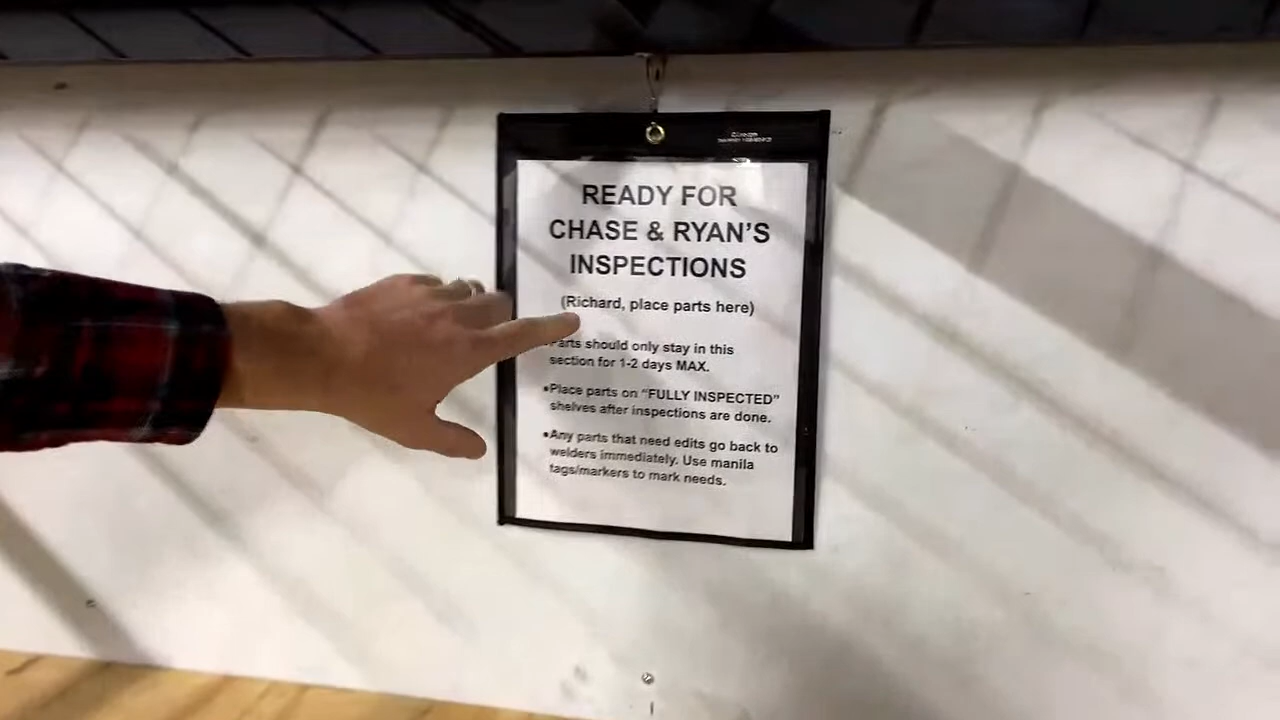 READY FOR
CHASE & RYAN'S
INSPECTIONS
(Richard, place parts here)
Parts should only stay in this
section for 1-2 days MAX.
•Place parts on "FULLY INSPECTED"
shelves after inspections are done.
•Any parts that need edits go back to
welders immediately. Use manila
tags/markers to mark needs.